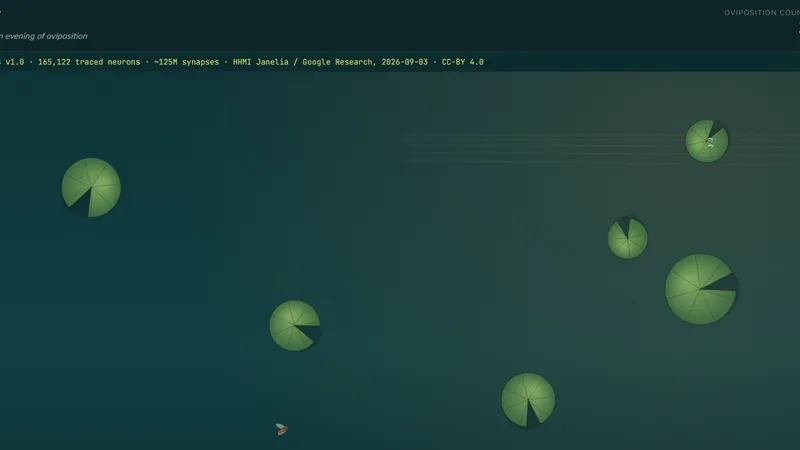 OVIPOSITION COUN
n evening of oviposition
v1.0 · 165,122 traced neurons · ~125M synapses · HHMI Janelia / Google Research, 2026-09-03 · CC-BY 4.0